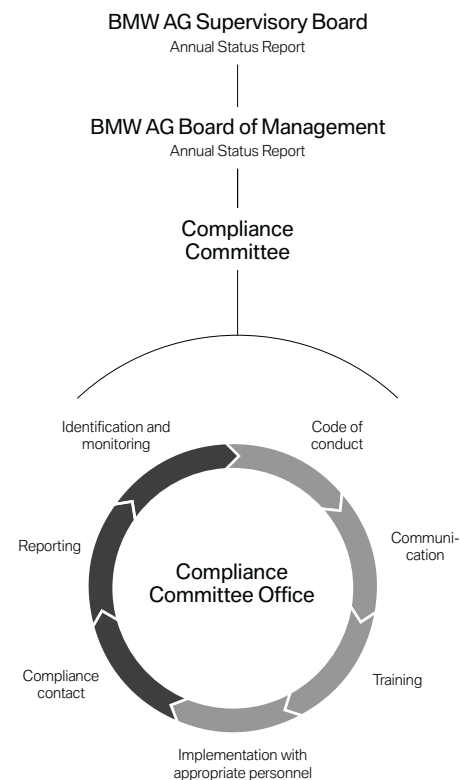 BMW AG Supervisory Board
Annual Status Report
BMW AG Board of Management
Annual Status Report
Compliance
Committee
Identification and
monitoring
Code of
conduct
Reporting
Communi-
cation
Compliance
Committee Office
Compliance
contact
Training
Implementation with
appropriate personnel